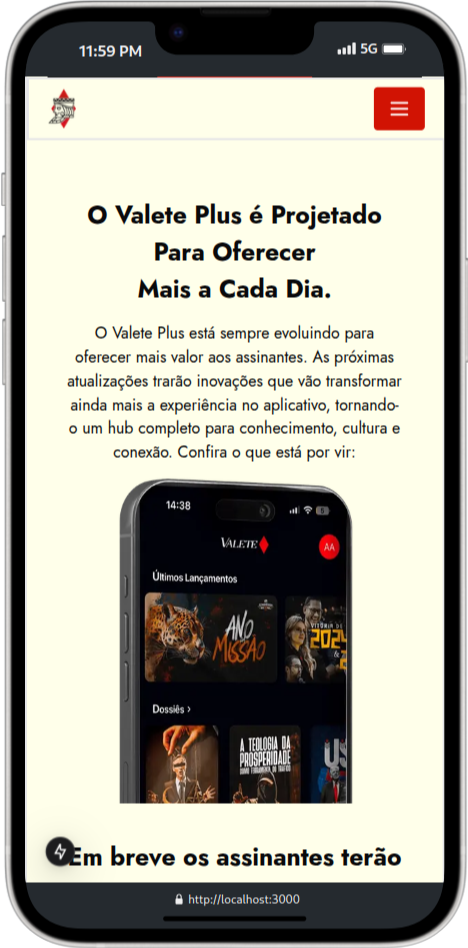 11:59 PM
5G
O Valete Plus é Projetado
Para Oferecer
Mais a Cada Dia.
O Valete Plus está sempre evoluindo para
oferecer mais valor aos assinantes. As próximas
atualizações trarão inovações que vão transformar
ainda mais a experiência no aplicativo, tornando-
o um hub completo para conhecimento, cultura e
conexão. Confira o que está por vir:
14:38
VALETE
AA
Últimos Lançamentos
ANO
MISSÃO
VITÓRIA DE
202
Dossiês ›
A TEOLOGIA DA
PROSPERIDADE
US
Em breve os assinantes terão
http://localhost:3000